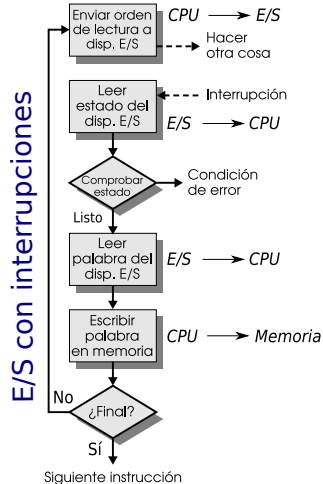 E/S con interrupciones
Enviar orden
de lectura a
disp. E/S
CPU → E/S
Hacer
otra cosa
Leer
estado del
disp. E/S
Interrupción
E/S → CPU
Comprobar
estado
Condición
de error
Listo
Leer
palabra del
disp. E/S
E/S → CPU
Escribir
palabra
en memoria
CPU → Memoria
¿Final?
No
Sí
Siguiente instrucción